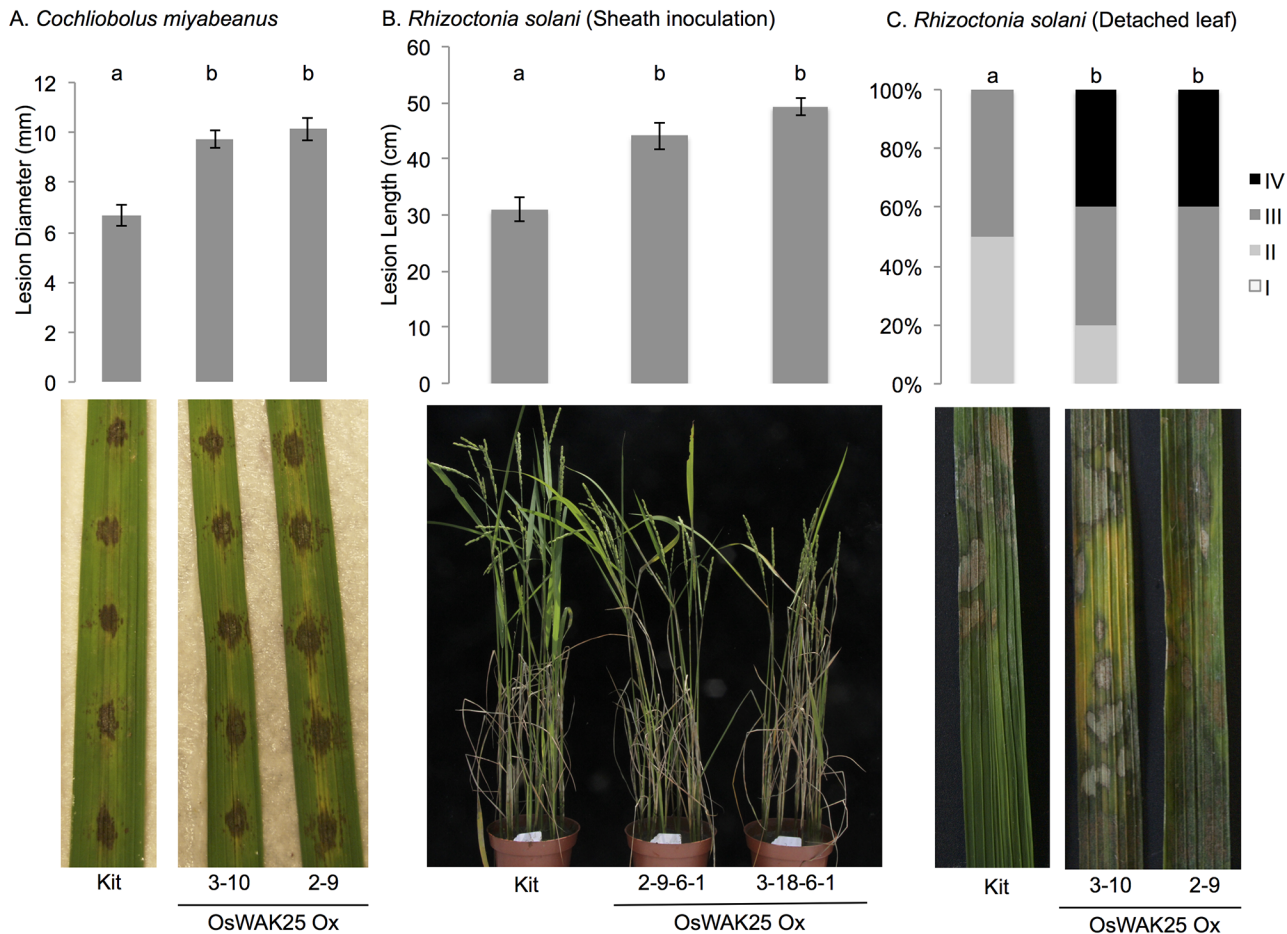 A. Cochliobolus miyabeanus
B. Rhizoctonia solani (Sheath inoculation)
C. Rhizoctonia solani (Detached leaf)
Lesion Diameter (mm)
12
10
8
6
4
2
0
a
b
b
Lesion Length (cm)
60
50
40
30
20
10
0
a
b
b
100%
80%
60%
40%
20%
0%
a
b
b
IV
III
II
I
Kit
3-10
2-9
OsWAK25 Ox
Kit
2-9-6-1
3-18-6-1
OsWAK25 Ox
Kit
3-10
2-9
OsWAK25 Ox